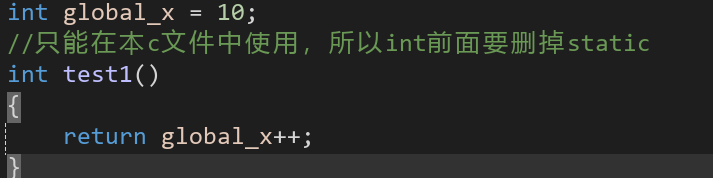 int global_x = 10;
//只能在本c文件中使用，所以int前面要删掉static
int test1()
{
    return global_x++;
}